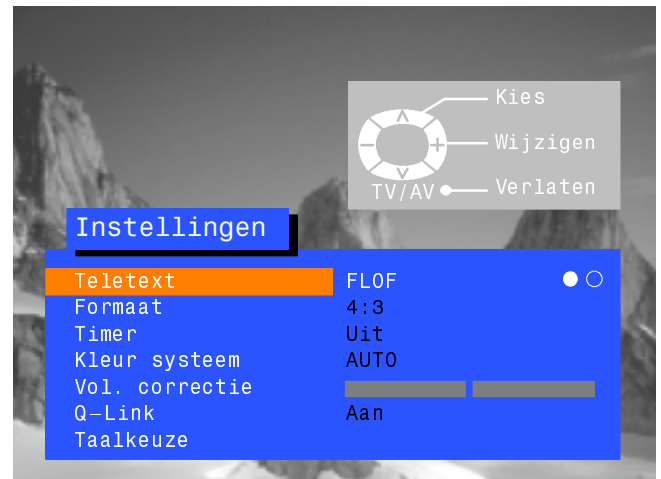 Kies
Wijzigen
TV/AV Verlaten
Instellingen
Teletext FLOF
Formaat 4:3
Timer Uit
Kleur systeem AUTO
Vol. correctie
Q-Link Aan
Taalkeuze